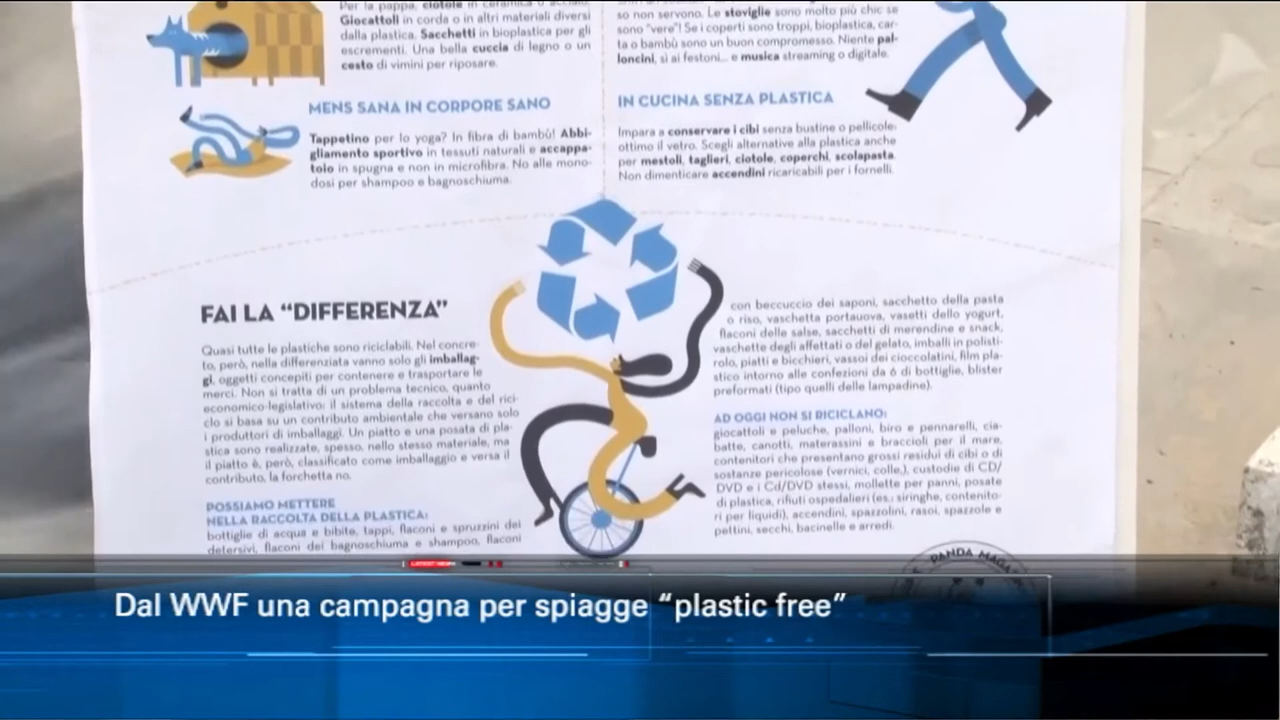 Per la pappa, ciotole in ceramica o acciaio.
Giocattoli in corda o in altri materiali diversi
dalla plastica. Sacchetti in bioplastica per gli
escrementi. Una bella cuccia di legno o un
cesto di vimini per riposare.
so non servono. Le stoviglie sono molto più chic se
sono "vere"! Se i coperti sono troppi, bioplastica, car-
ta o bambù sono un buon compromesso. Niente pal-
loncini, sì ai festoni... e musica streaming o digitale.
MENS SANA IN CORPORE SANO
Tappetino per lo yoga? In fibra di bambù! Abbi-
gliamento sportivo in tessuti naturali e accappa-
toio in spugna e non in microfibra. No alle mono-
dosi per shampoo e bagnoschiuma.
IN CUCINA SENZA PLASTICA
Impara a conservare i cibi senza bustine o pellicole:
ottimo il vetro. Scegli alternative alla plastica anche
per mestoli, taglieri, ciotole, coperchi, scolapasta.
Non dimenticare accendini ricaricabili per i fornelli.
FAI LA "DIFFERENZA"
Quasi tutte le plastiche sono riciclabili. Nel concre-
to, però, nella differenziata vanno solo gli imballag-
gi, oggetti concepiti per contenere e trasportare le
merci. Non si tratta di un problema tecnico, quanto
economico-legislativo: il sistema della raccolta e del rici-
clo si basa su un contributo ambientale che versano solo
i produttori di imballaggi. Un piatto e una posata di pla-
stica sono realizzate, spesso, nello stesso materiale, ma
il piatto è, però, classificato come imballaggio e versa il
contributo, la forchetta no.
POSSIAMO METTERE
NELLA RACCOLTA DELLA PLASTICA:
bottiglie di acqua e bibite, tappi, flaconi e spruzzini dei
detersivi, flaconi dei bagnoschiuma e shampoo, flaconi
con beccuccio dei saponi, sacchetto della pasta
o riso, vaschetta portauova, vasetti dello yogurt,
flaconi delle salse, sacchetti di merendine e snack,
vaschette degli affettati o del gelato, imballi in polisti-
rolo, piatti e bicchieri, vassoi dei cioccolatini, film pla-
stico intorno alle confezioni da 6 di bottiglie, blister
preformati (tipo quelli delle lampadine).
AD OGGI NON SI RICICLANO:
giocattoli e peluche, palloni, biro e pennarelli, cia-
batte, canotti, materassini e braccioli per il mare,
contenitori che presentano grossi residui di cibi o di
sostanze pericolose (vernici, colle,), custodie di CD/
DVD e i Cd/DVD stessi, mollette per panni, posate
di plastica, rifiuti ospedalieri (es.: siringhe, contenito-
ri per liquidi), accendini, spazzolini, rasoi, spazzole e
pettini, secchi, bacinelle e arredi.
PANDA MAGA
LATEST NEWS
Dal WWF una campagna per spiagge "plastic free"